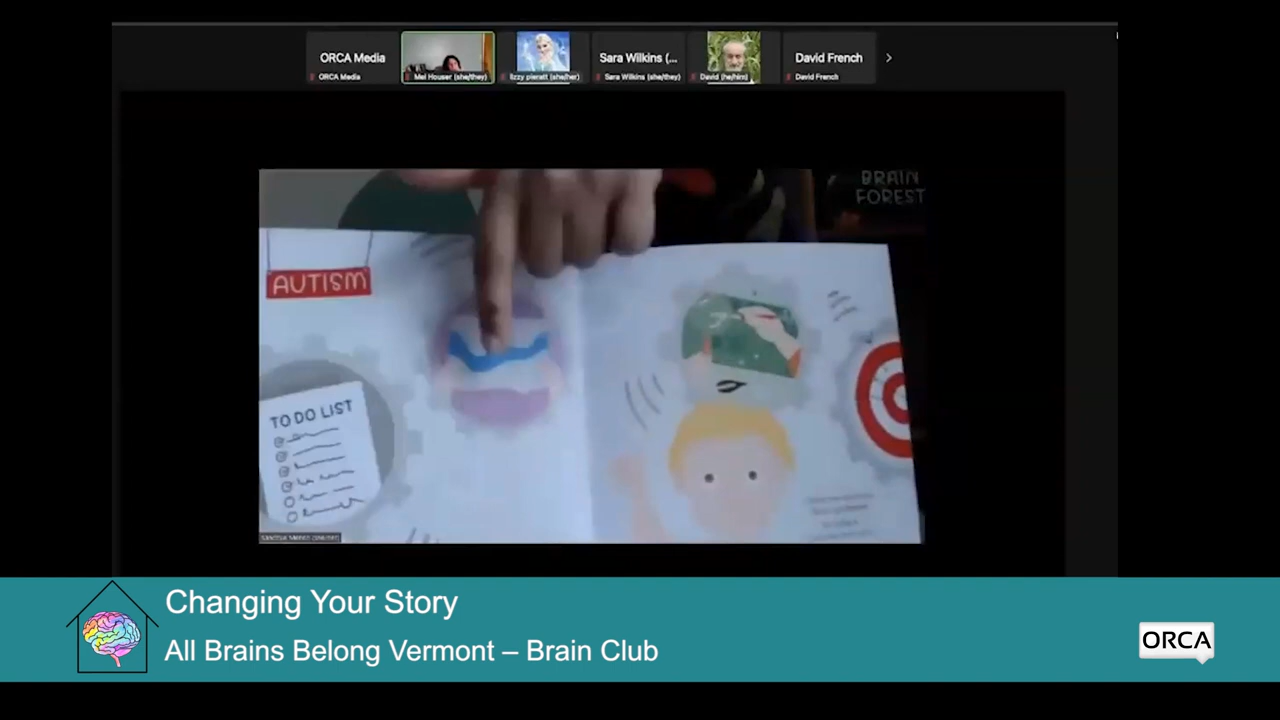 ORCA Media
Sara Wilkins (...
David French
ORCA Media
Mel Houser (she/they)
lizzy pieratt (she/her)
Sara Wilkins (she/they)
David (he/him)
David French
BRAIN
FOREST
AUTISM
TO DO LIST
Changing Your Story
All Brains Belong Vermont – Brain Club
ORCA